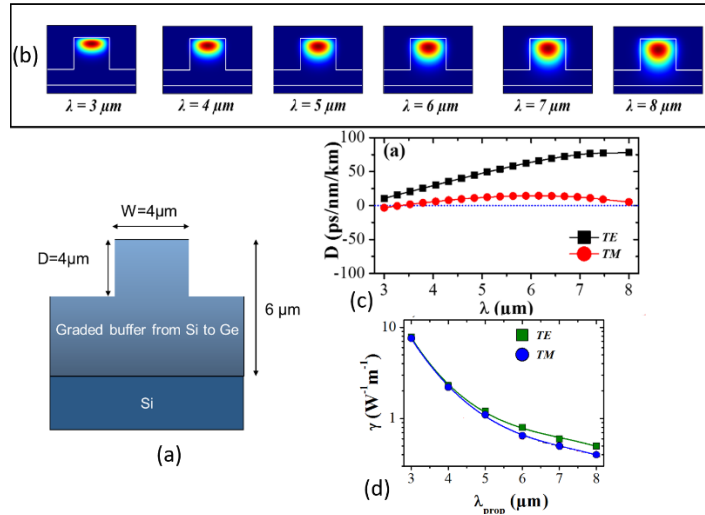 (b)
λ = 3 μm
λ = 4 μm
λ = 5 μm
λ = 6 μm
λ = 7 μm
λ = 8 μm
W=4μm
D=4μm
6 μm
Graded buffer from Si to Ge
Si
(a)
(a)
100
50
0
-50
-100
D (ps/nm/km)
TE
TM
3 4 5 6 7 8
(c)
λ (μm)
γ (W⁻¹m⁻¹)
TE
TM
1
3 4 5 6 7 8
(d)
λprop (μm)